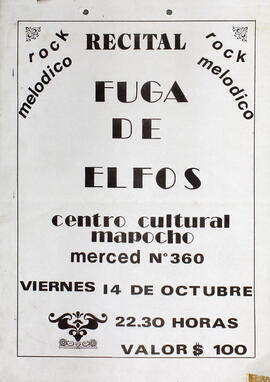 rock melodico
RECITAL
rock melodico
FUGA
DE
ELFOS
centro cultural
mapocho
merced Nº360
VIERNES 14 DE OCTUBRE
22.30 HORAS
VALOR $ 100